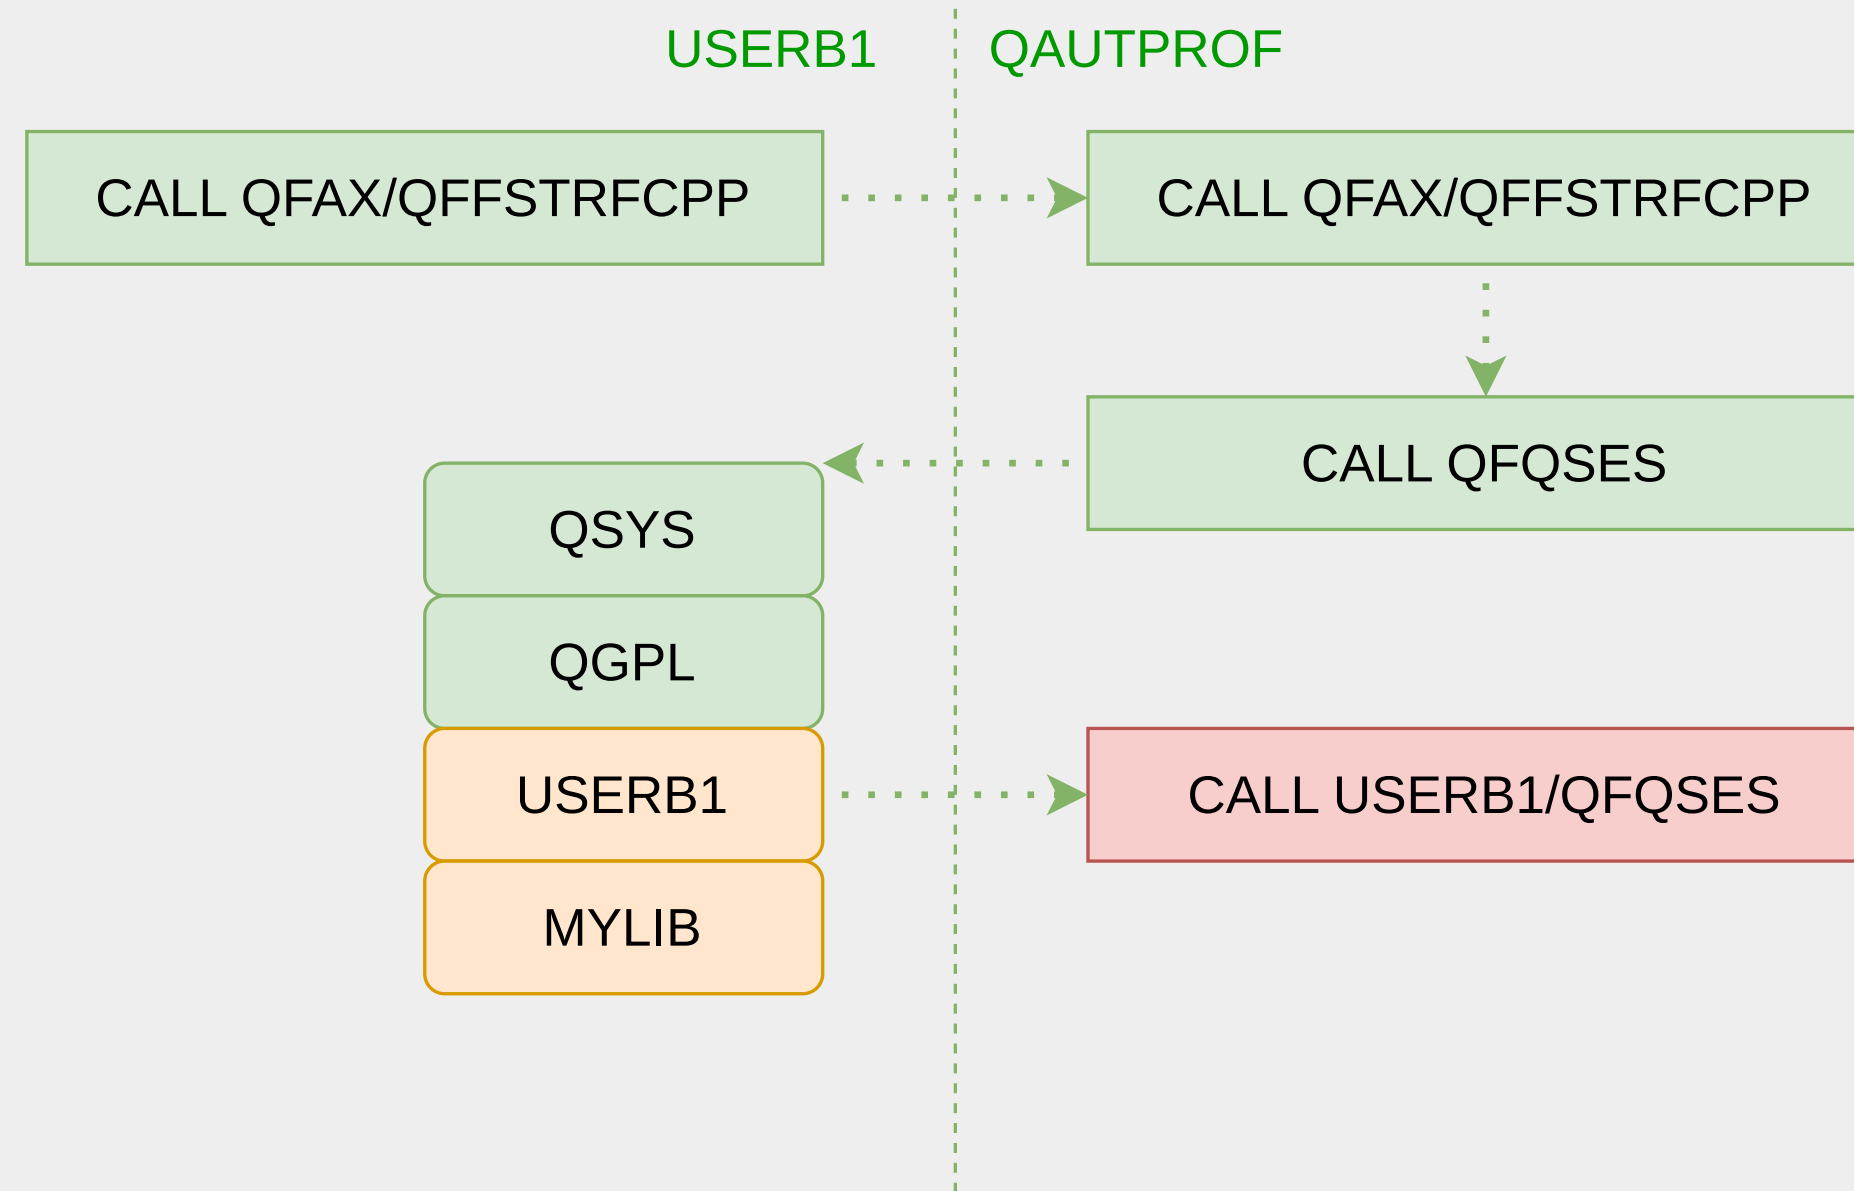 USERB1
QAUTPROF
CALL QFAX/QFFSTRFCPP
CALL QFAX/QFFSTRFCPP
CALL QFQSES
QSYS
QGPL
USERB1
CALL USERB1/QFQSES
MYLIB